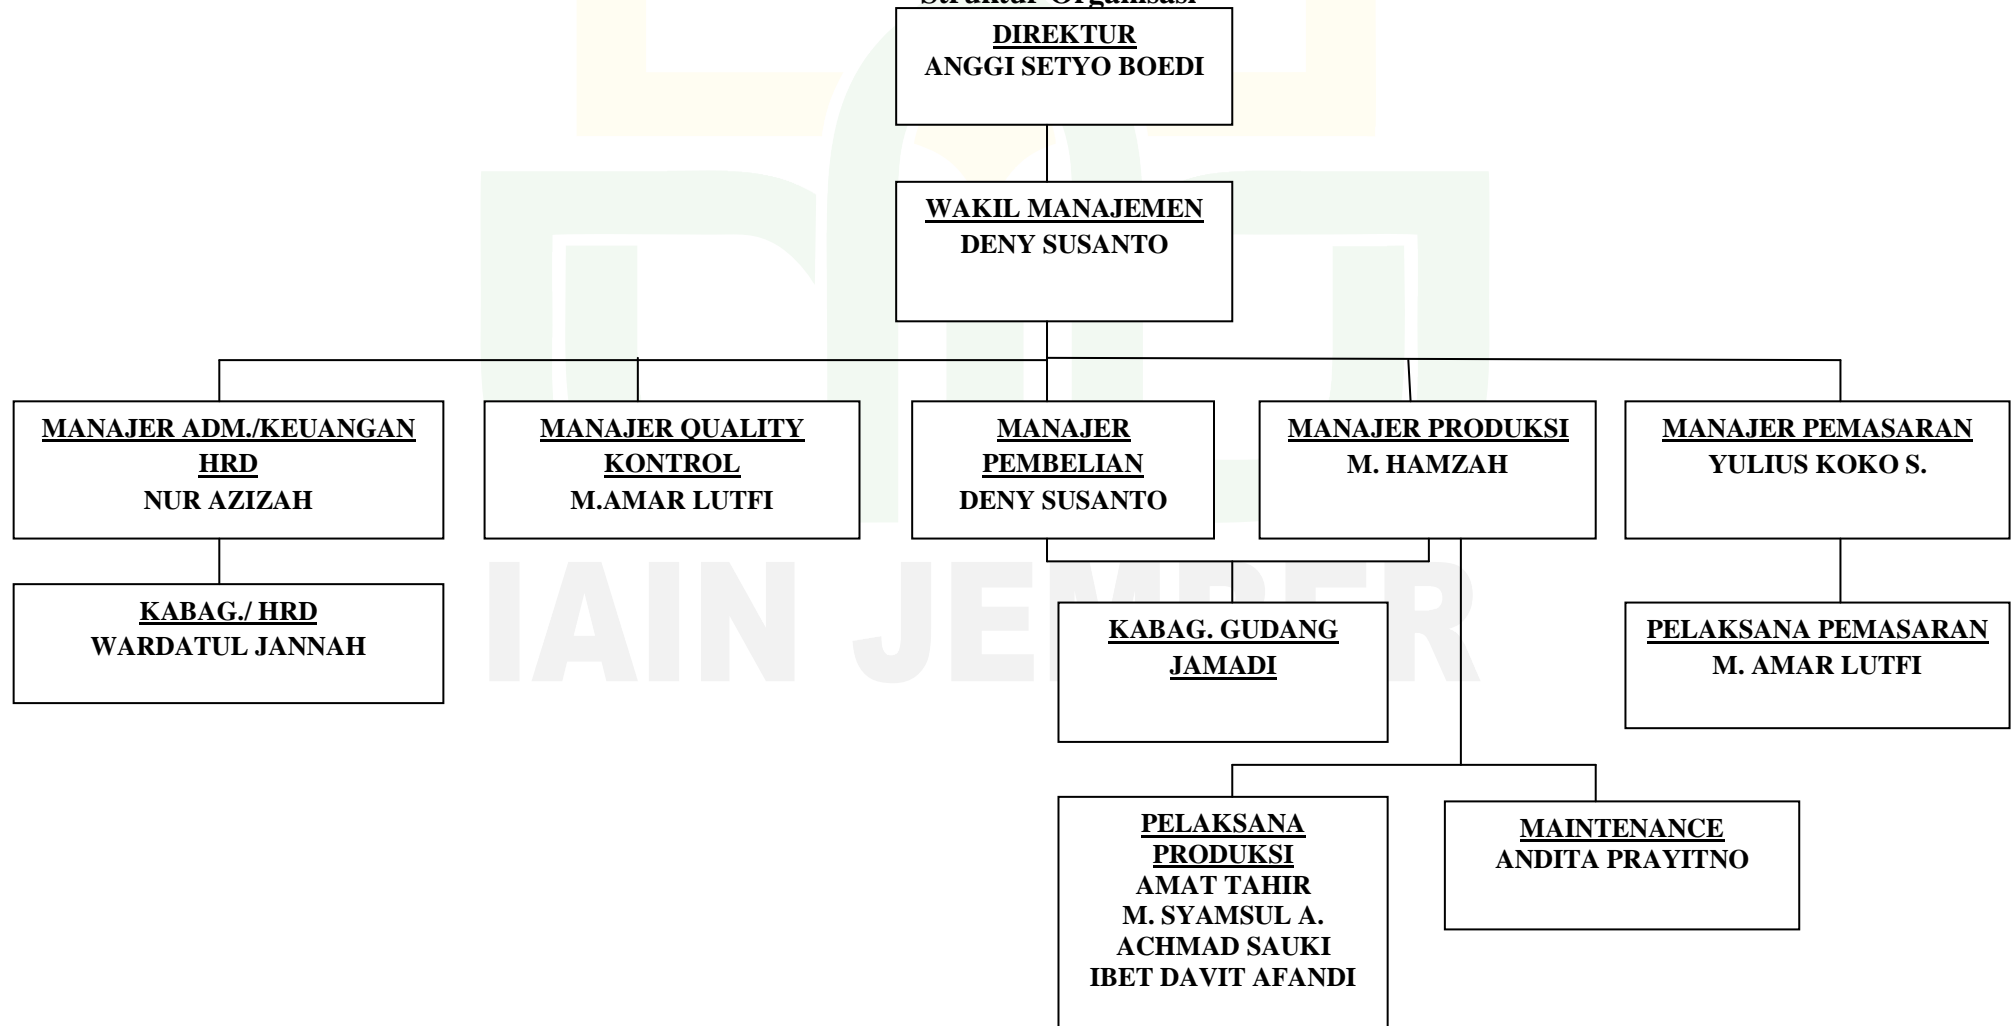 Struktur Organisasi
DIREKTUR
ANGGI SETYO BOEDI
WAKIL MANAJEMEN
DENY SUSANTO
MANAJER ADM./KEUANGAN
HRD
NUR AZIZAH
MANAJER QUALITY
KONTROL
M.AMAR LUTFI
MANAJER
PEMBELIAN
DENY SUSANTO
MANAJER PRODUKSI
M. HAMZAH
MANAJER PEMASARAN
YULIUS KOKO S.
KABAG./ HRD
WARDATUL JANNAH
KABAG. GUDANG
JAMADI
PELAKSANA PEMASARAN
M. AMAR LUTFI
PELAKSANA
PRODUKSI
AMAT TAHIR
M. SYAMSUL A.
ACHMAD SAUKI
IBET DAVIT AFANDI
MAINTENANCE
ANDITA PRAYITNO
IAIN JEMBER